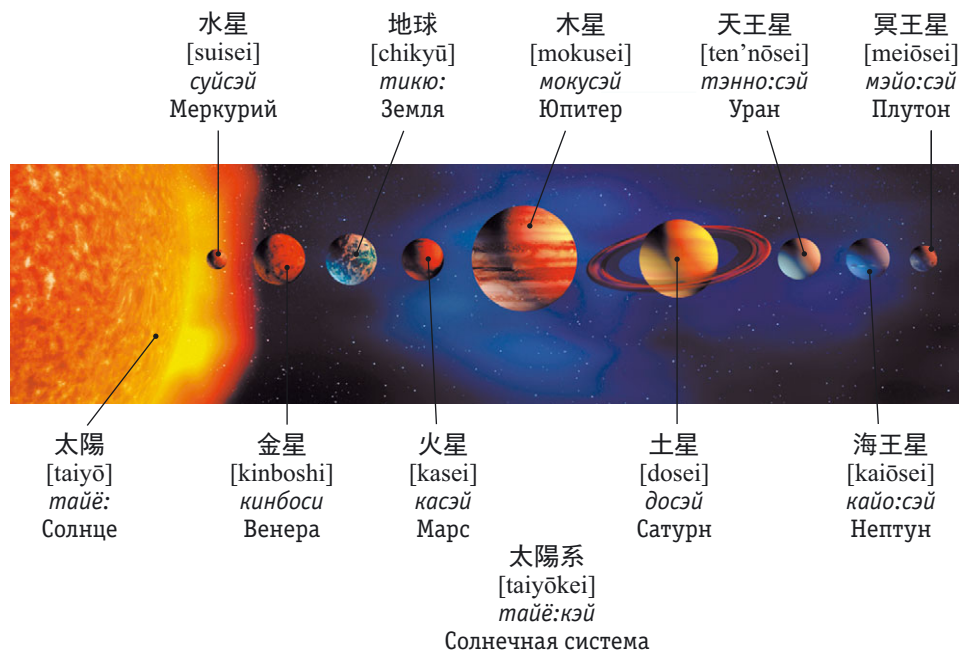 水星
[suisei]
суйсэй
Меркурий
地球
[chikyū]
тикю:
Земля
木星
[mokusei]
мокусэй
Юпитер
天王星
[ten’nōsei]
тэнно:сэй
Уран
冥王星
[meiōsei]
мэйо:сэй
Плутон
太陽
[taiyō]
тайё:
Солнце
金星
[kinboshi]
кинбоси
Венера
火星
[kasei]
касэй
Марс
土星
[dosei]
досэй
Сатурн
海王星
[kaiōsei]
кайо:сэй
Нептун
太陽系
[taiyōkei]
тайё:кэй
Солнечная система